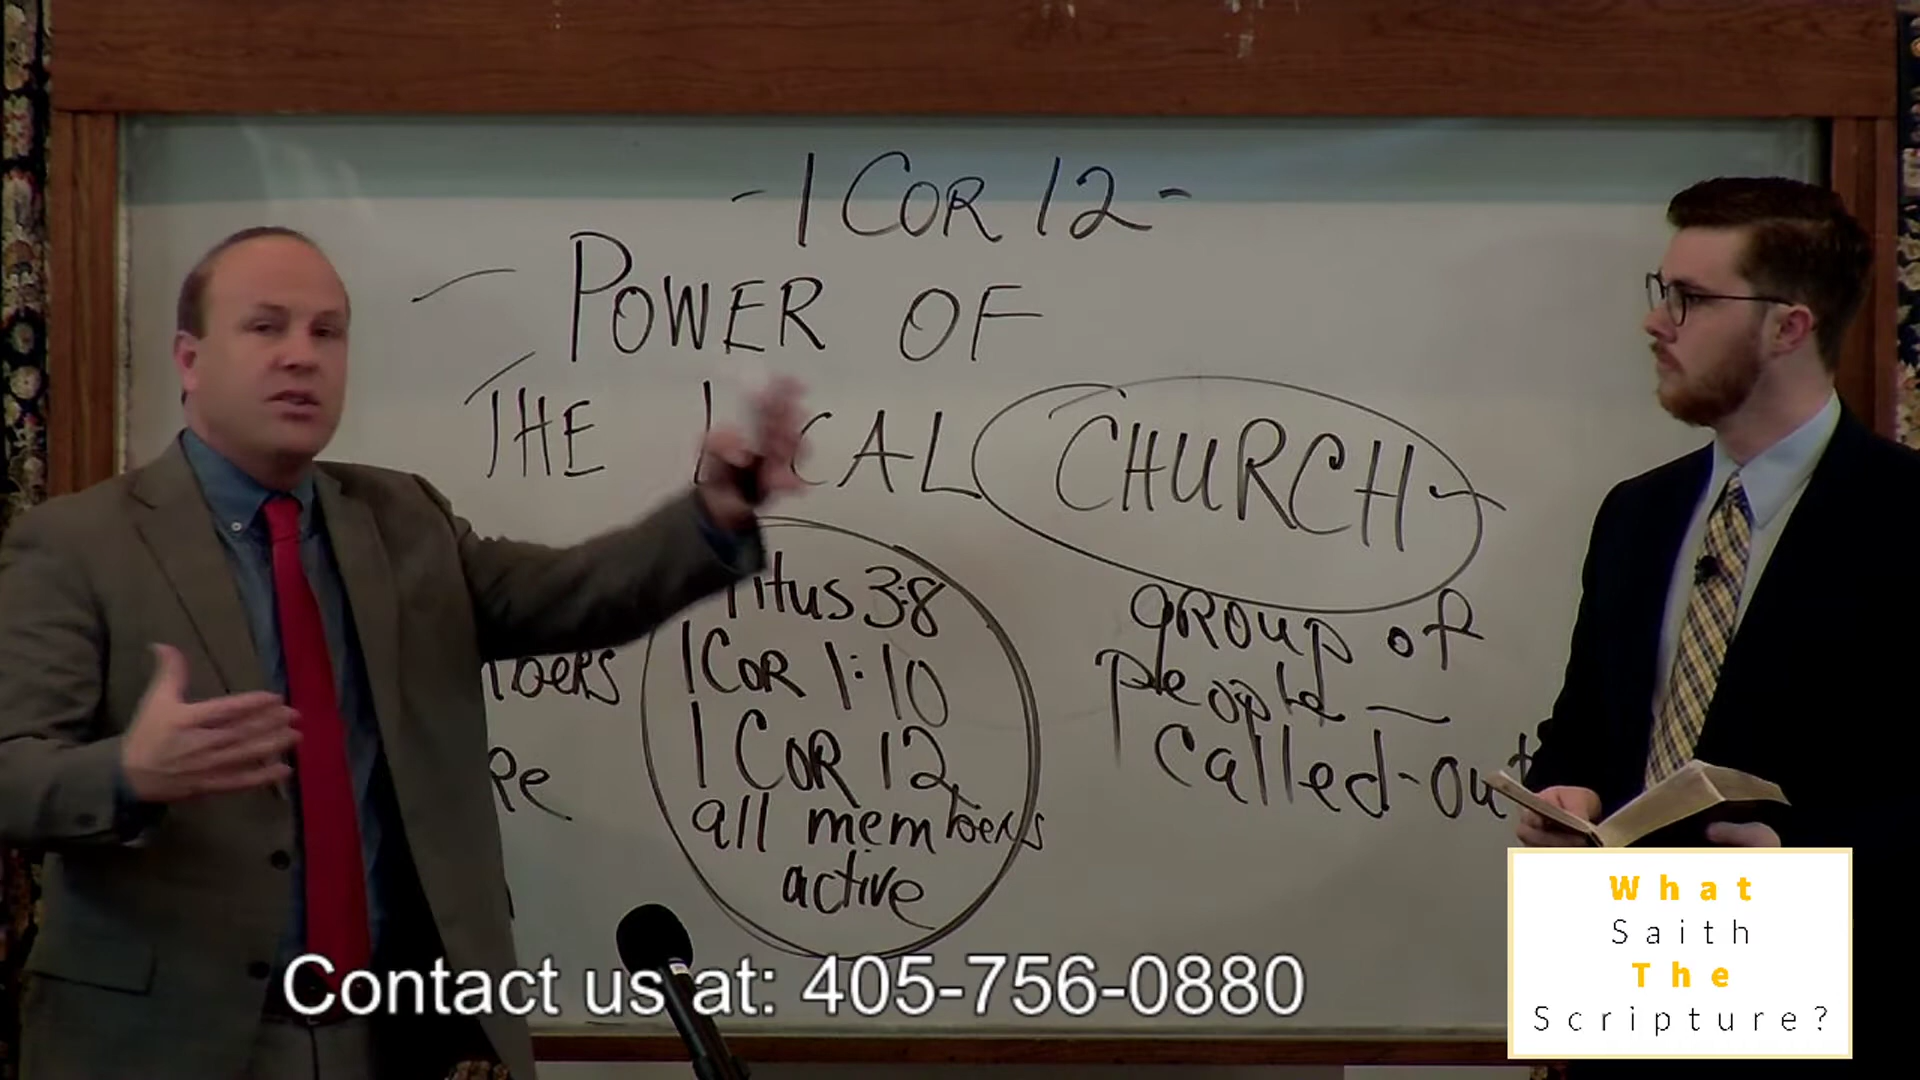 - 1 COR 12 -
- POWER OF
THE LOCAL CHURCH -
Titus 3:8
1 COR 1:10
1 COR 12
all members
active
group of
people -
called-out
What
Saith
The
Scripture?
Contact us at: 405-756-0880